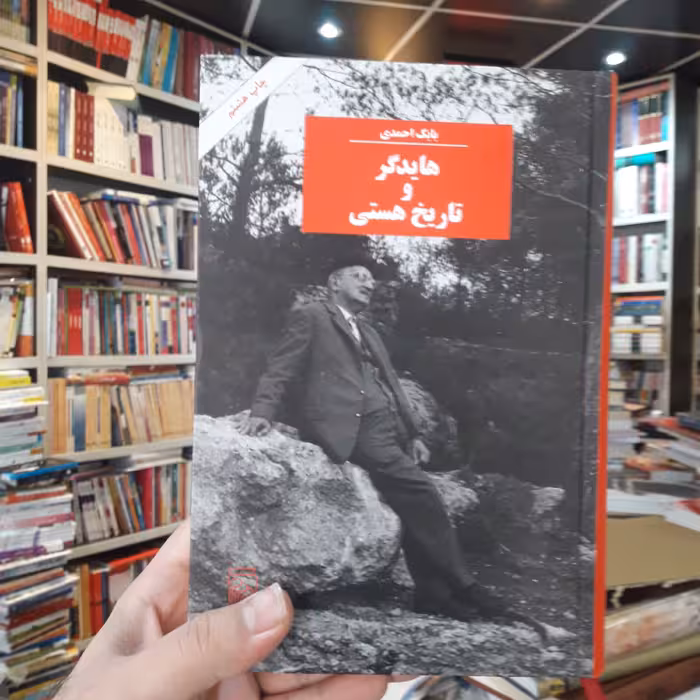 چاپ هشتم
بابک احمدی
هایدگر
و
تاریخ هستی